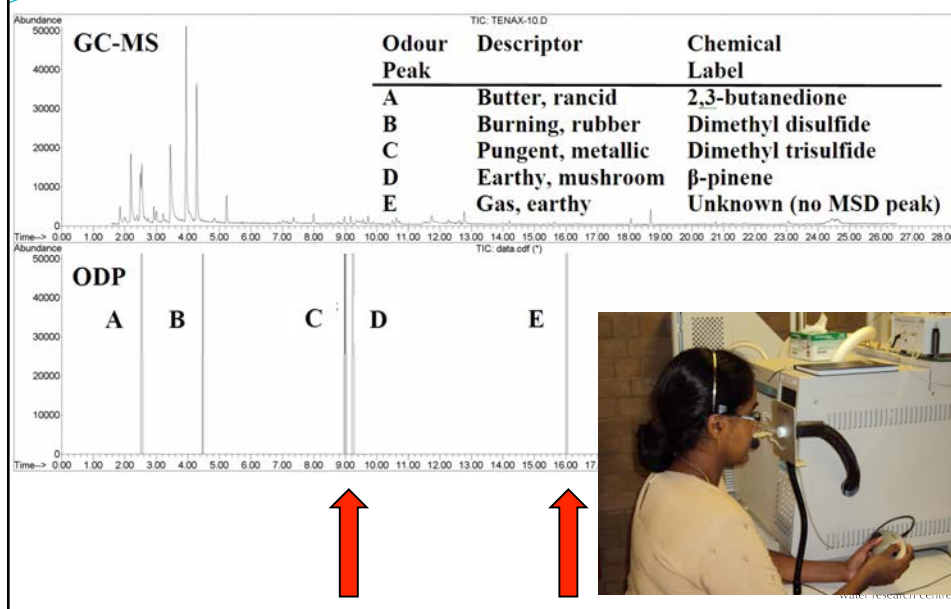 Abundance
TIC: TENAX-10.D
50000
GC-MS
Odour Descriptor Chemical
Peak Label
40000
A Butter, rancid 2,3-butanedione
30000
B Burning, rubber Dimethyl disulfide
C Pungent, metallic Dimethyl trisulfide
20000
D Earthy, mushroom β-pinene
10000
E Gas, earthy Unknown (no MSD peak)
0
Time--> 0.00 1.00 2.00 3.00 4.00 5.00 6.00 7.00 8.00 9.00 10.00 11.00 12.00 13.00 14.00 15.00 16.00 17.00 18.00 19.00 20.00 21.00 22.00 23.00 24.00 25.00 26.00 27.00 28.0
Abundance
TIC: data.cdf (*)
50000
ODP
40000
A B C D E
30000
20000
10000
0
Time--> 0.00 1.00 2.00 3.00 4.00 5.00 6.00 7.00 8.00 9.00 10.00 11.00 12.00 13.00 14.00 15.00 16.00 17.
water research centre